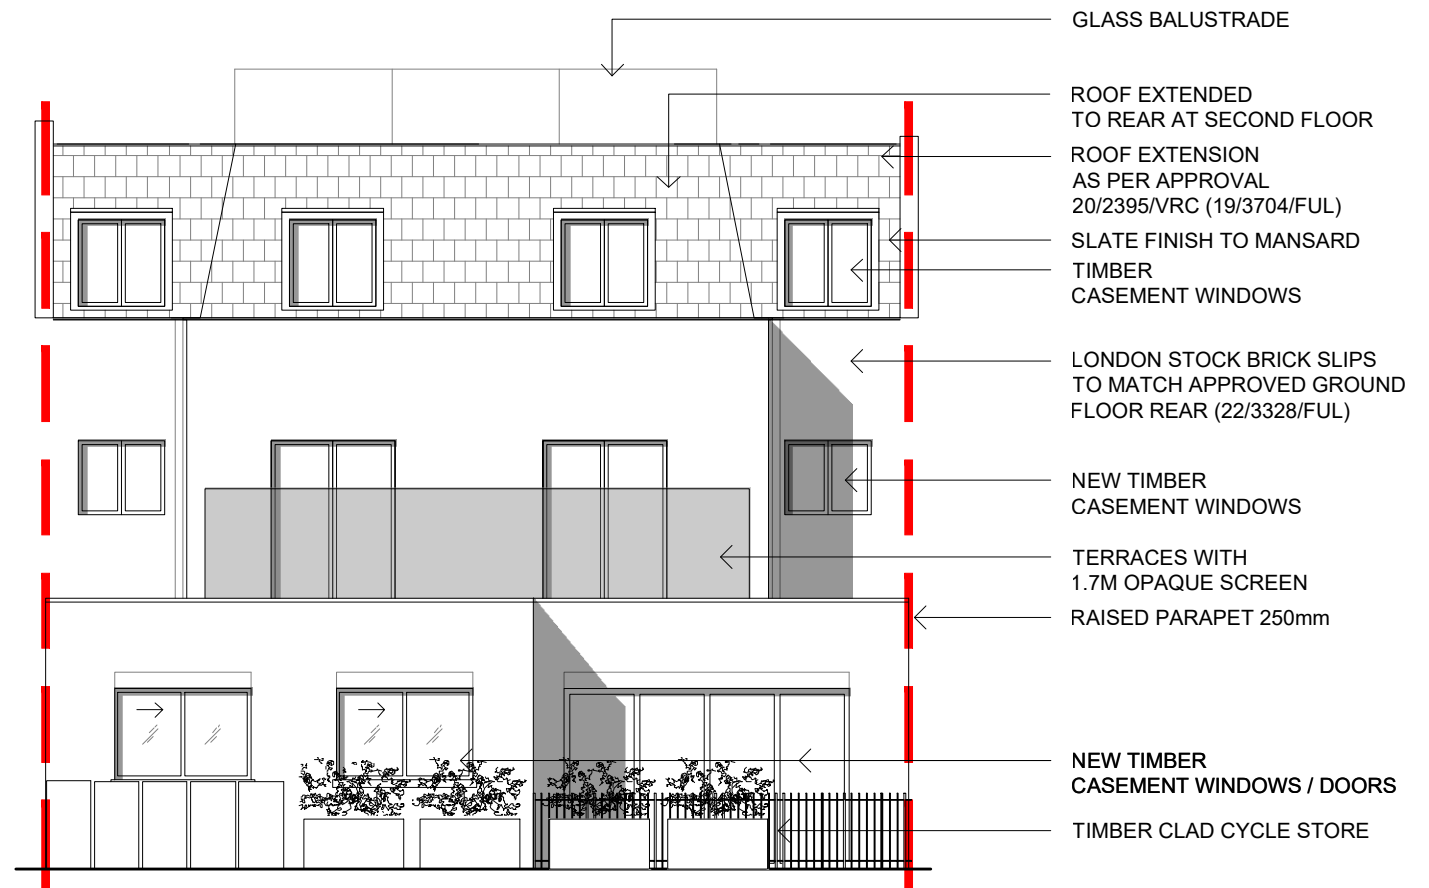 GLASS BALUSTRADE
ROOF EXTENDED
TO REAR AT SECOND FLOOR
ROOF EXTENSION
AS PER APPROVAL
20/2395/VRC (19/3704/FUL)
SLATE FINISH TO MANSARD
TIMBER
CASEMENT WINDOWS
LONDON STOCK BRICK SLIPS
TO MATCH APPROVED GROUND
FLOOR REAR (22/3328/FUL)
NEW TIMBER
CASEMENT WINDOWS
TERRACES WITH
1.7M OPAQUE SCREEN
RAISED PARAPET 250mm
NEW TIMBER
CASEMENT WINDOWS / DOORS
TIMBER CLAD CYCLE STORE